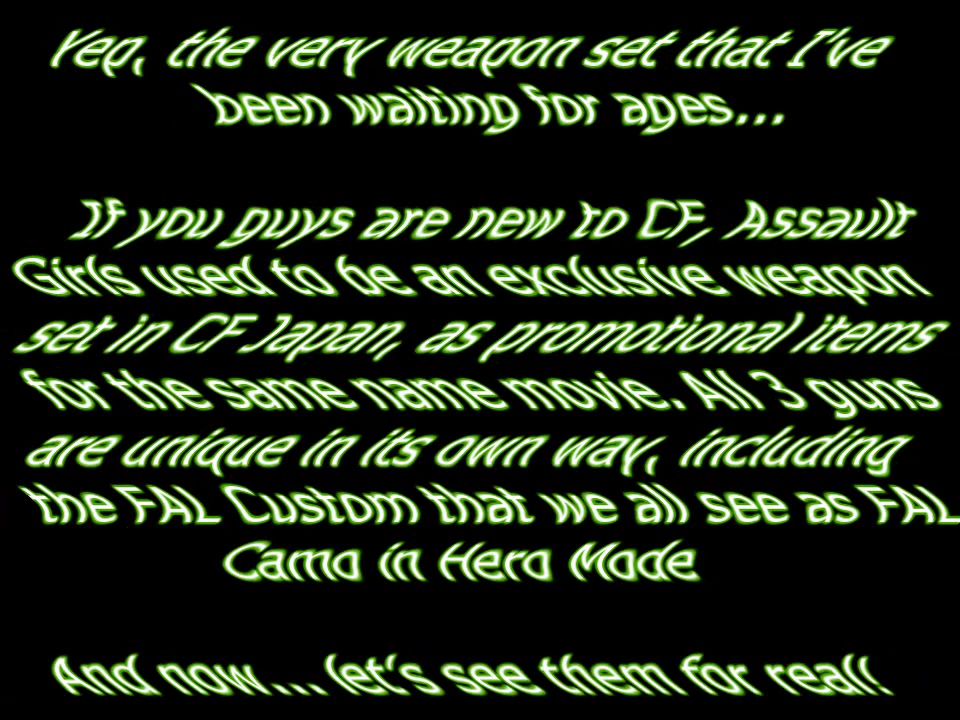 Yep, the very weapon set that I've
been waiting for ages...
If you guys are new to CF, Assault
Girls used to be an exclusive weapon
set in CF Japan, as promotional items
for the same name movie. All 3 guns
are unique in its own way, including
the FAL Custom that we all see as FAL
Camo in Hero Mode
And now... let's see them for real!